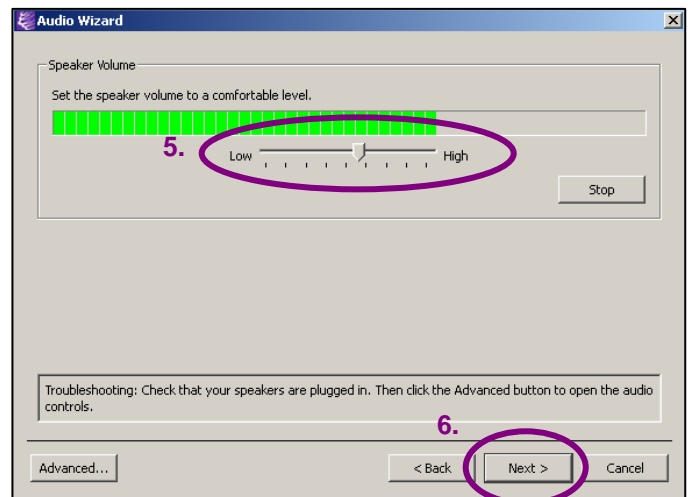 Audio Wizard
Speaker Volume
Set the speaker volume to a comfortable level.
5.
Low High
Stop
Troubleshooting: Check that your speakers are plugged in. Then click the Advanced button to open the audio
controls.
6.
Advanced... < Back Next > Cancel